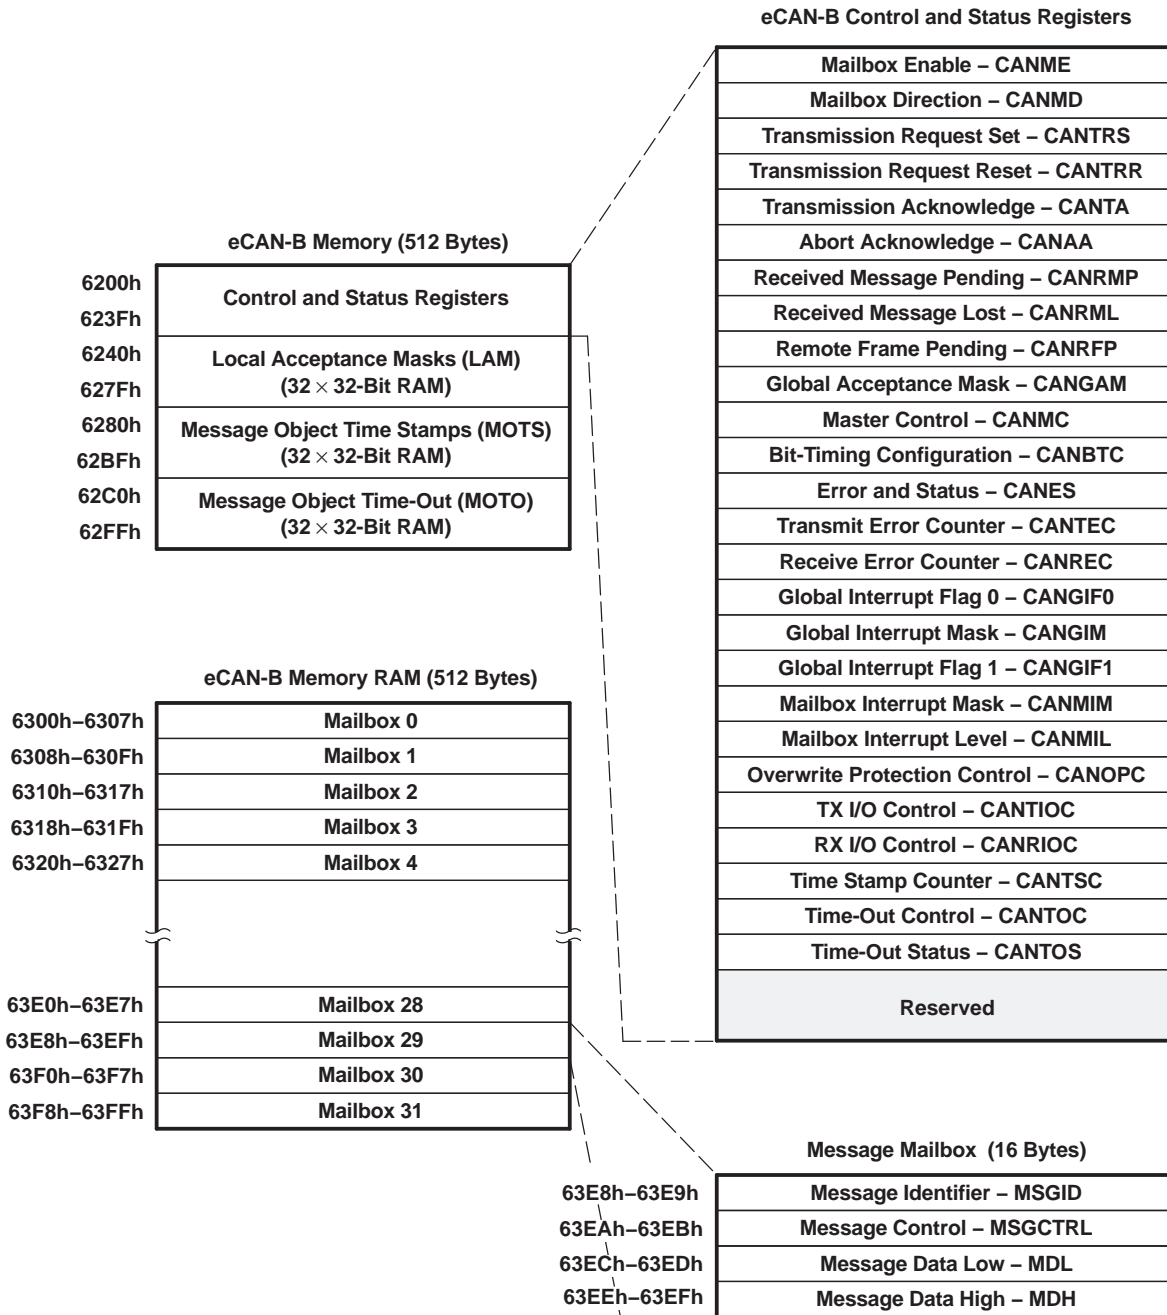 eCAN-B Control and Status Registers
Mailbox Enable – CANME
Mailbox Direction – CANMD
Transmission Request Set – CANTRS
Transmission Request Reset – CANTRR
Transmission Acknowledge – CANTA
Abort Acknowledge – CANAA
Received Message Pending – CANRMP
Received Message Lost – CANRML
Remote Frame Pending – CANRFP
Global Acceptance Mask – CANGAM
Master Control – CANMC
Bit-Timing Configuration – CANBTC
Error and Status – CANES
Transmit Error Counter – CANTEC
Receive Error Counter – CANREC
Global Interrupt Flag 0 – CANGIF0
Global Interrupt Mask – CANGIM
Global Interrupt Flag 1 – CANGIF1
Mailbox Interrupt Mask – CANMIM
Mailbox Interrupt Level – CANMIL
Overwrite Protection Control – CANOPC
TX I/O Control – CANTIOC
RX I/O Control – CANRIOC
Time Stamp Counter – CANTSC
Time-Out Control – CANTOC
Time-Out Status – CANTOS
Reserved
eCAN-B Memory (512 Bytes)
6200h
Control and Status Registers
623Fh
6240h
Local Acceptance Masks (LAM)
(32 × 32-Bit RAM)
627Fh
6280h
Message Object Time Stamps (MOTS)
(32 × 32-Bit RAM)
62BFh
62C0h
Message Object Time-Out (MOTO)
(32 × 32-Bit RAM)
62FFh
eCAN-B Memory RAM (512 Bytes)
6300h–6307h Mailbox 0
6308h–630Fh Mailbox 1
6310h–6317h Mailbox 2
6318h–631Fh Mailbox 3
6320h–6327h Mailbox 4
63E0h–63E7h Mailbox 28
63E8h–63EFh Mailbox 29
63F0h–63F7h Mailbox 30
63F8h–63FFh Mailbox 31
Message Mailbox (16 Bytes)
63E8h–63E9h Message Identifier – MSGID
63EAh–63EBh Message Control – MSGCTRL
63ECh–63EDh Message Data Low – MDL
63EEh–63EFh Message Data High – MDH